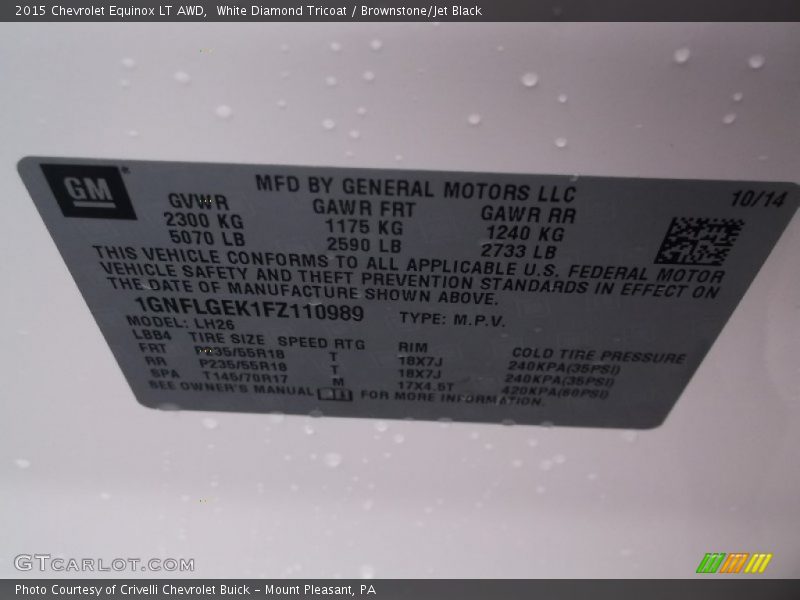 2015 Chevrolet Equinox LT AWD,  White Diamond Tricoat / Brownstone/Jet Black
GM
MFD BY GENERAL MOTORS LLC
10/14
GVWR GAWR FRT GAWR RR
2300 KG 1175 KG 1240 KG
5070 LB 2590 LB 2733 LB
THIS VEHICLE CONFORMS TO ALL APPLICABLE U.S. FEDERAL MOTOR
VEHICLE SAFETY AND THEFT PREVENTION STANDARDS IN EFFECT ON
THE DATE OF MANUFACTURE SHOWN ABOVE.
1GNFLGEK1FZ110989 TYPE: M.P.V.
MODEL: LH26
LBB4 TIRE SIZE SPEED RTG RIM COLD TIRE PRESSURE
FRT P235/55R18 T 18X7J 240KPA(35PSI)
RR P235/55R18 T 18X7J 240KPA(35PSI)
SPA T145/70R17 M 17X4.5T 420KPA(60PSI)
SEE OWNER'S MANUAL FOR MORE INFORMATION.
GTCARLOT.COM
Photo Courtesy of Crivelli Chevrolet Buick – Mount Pleasant, PA